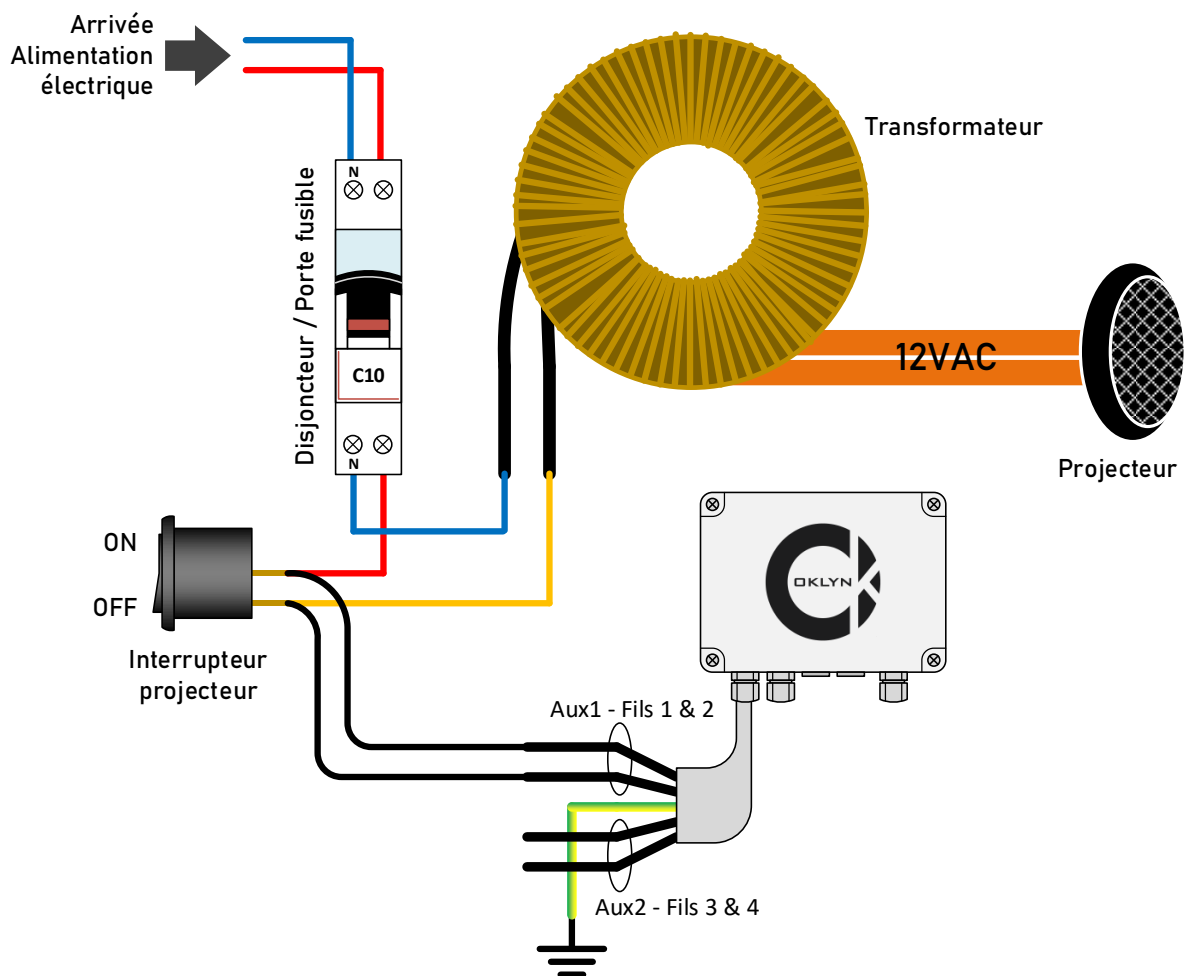 Arrivée
Alimentation
électrique
Transformateur
N
Disjoncteur / Porte fusible
C10
N
12VAC
Projecteur
ON
OFF
Interrupteur
projecteur
OKLYN
Aux1 - Fils 1 & 2
Aux2 - Fils 3 & 4